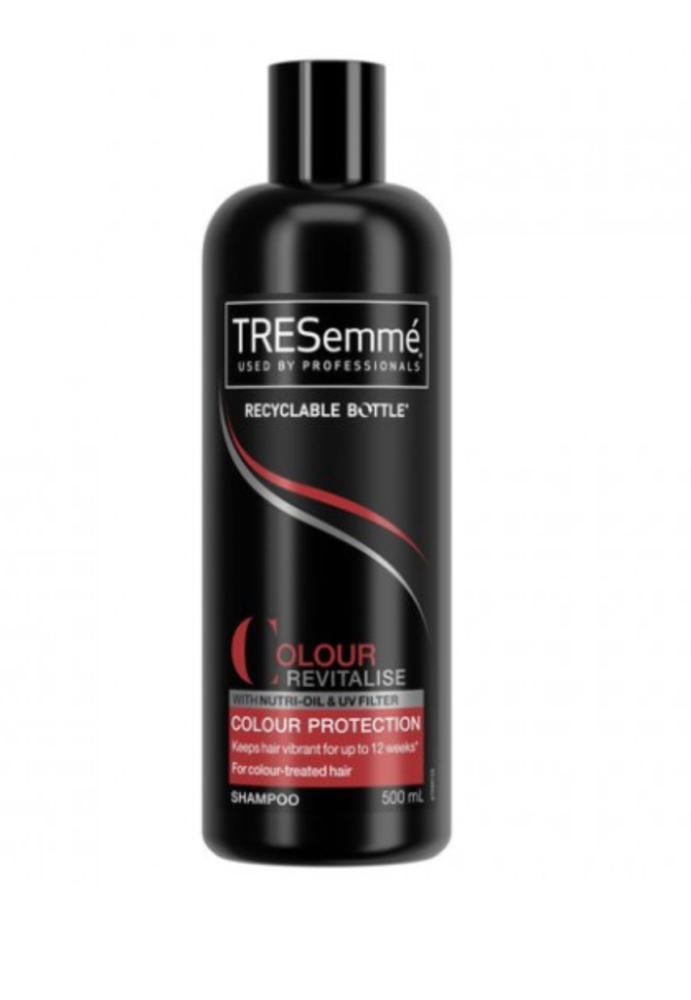 TRESemmé
USED BY PROFESSIONALS
RECYCLABLE BOTTLE*
COLOUR
REVITALISE
WITH NUTRI-OIL & UV FILTER
COLOUR PROTECTION
Keeps hair vibrant for up to 12 weeks*
For colour-treated hair
SHAMPOO 500 mL